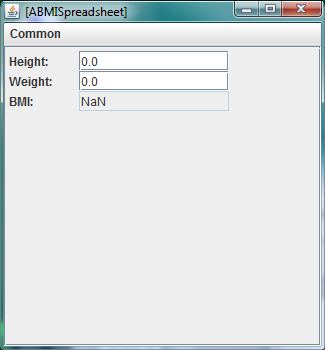 [ABMISpreadsheet]
Common
Height: 0.0
Weight: 0.0
BMI: NaN